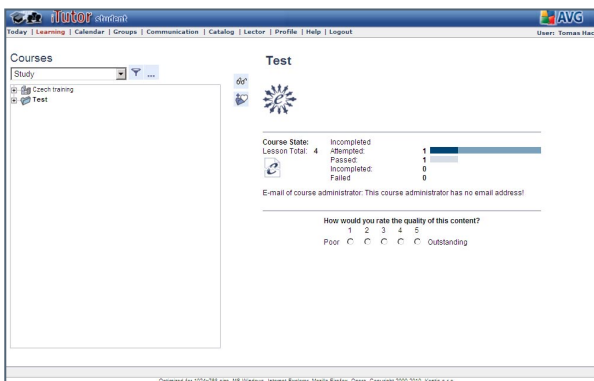 iTutor student
AVG
Today | Learning | Calendar | Groups | Communication | Catalog | Lector | Profile | Help | Logout
User: Tomas Hac
Courses
Study
...
Czech training
Test
Test
Course State: Incompleted
Lesson Total: 4 Attempted: 1
Passed: 1
Incompleted: 0
Failed 0
E-mail of course administrator: This course administrator has no email address!
How would you rate the quality of this content?
1 2 3 4 5
Poor Outstanding